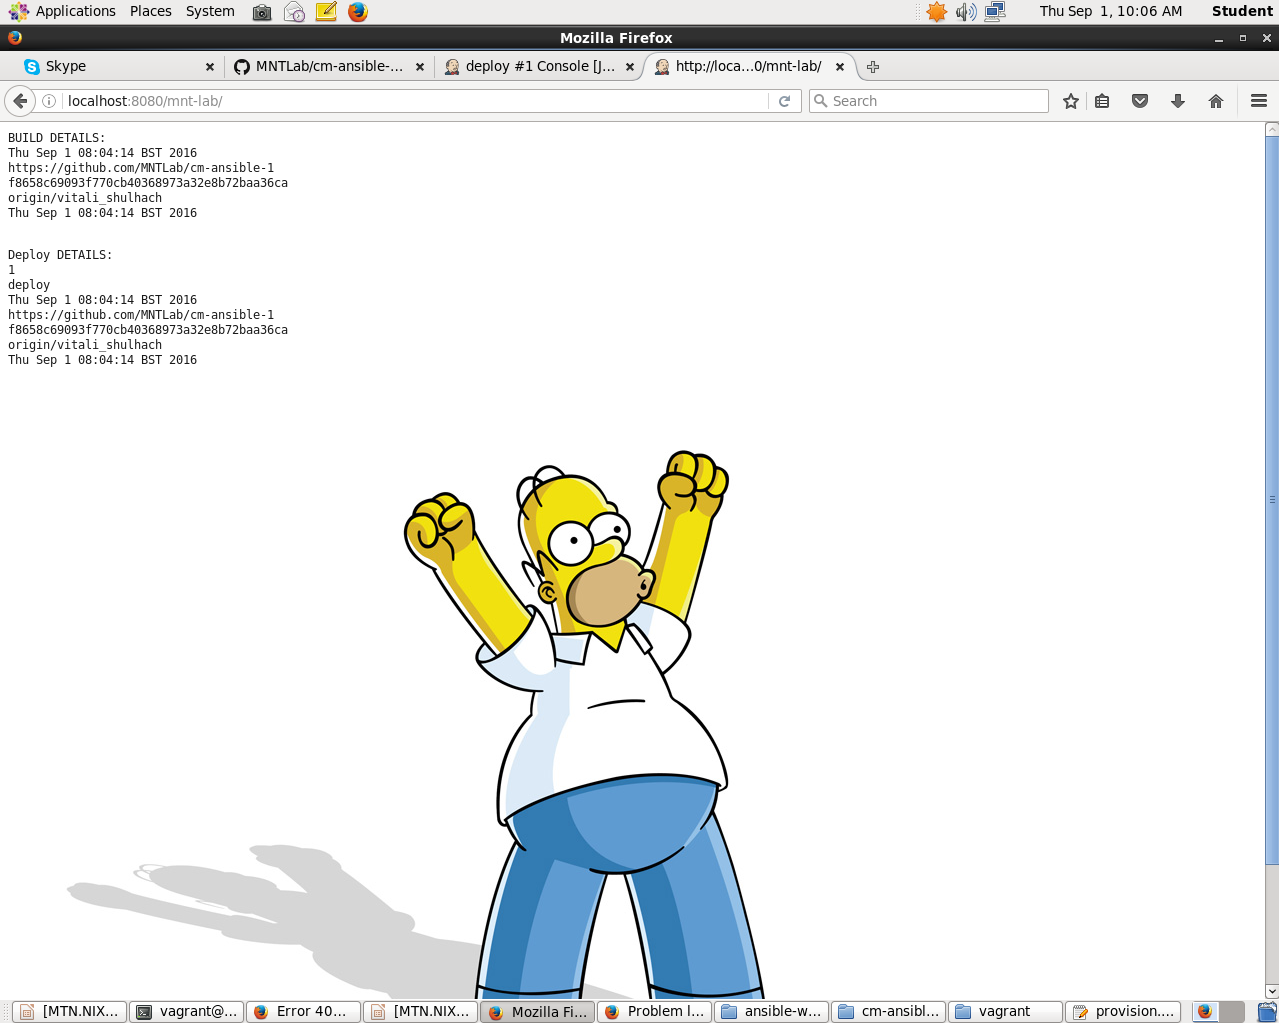 Applications Places System Thu Sep 1, 10:06 AM Student
Mozilla Firefox
Skype MNTLab/cm-ansible-... deploy #1 Console [J... http://loca...0/mnt-lab/
localhost:8080/mnt-lab/ Search
BUILD DETAILS:
Thu Sep 1 08:04:14 BST 2016
https://github.com/MNTLab/cm-ansible-1
f8658c69093f770cb40368973a32e8b72baa36ca
origin/vitali_shulhach
Thu Sep 1 08:04:14 BST 2016
Deploy DETAILS:
1
deploy
Thu Sep 1 08:04:14 BST 2016
https://github.com/MNTLab/cm-ansible-1
f8658c69093f770cb40368973a32e8b72baa36ca
origin/vitali_shulhach
Thu Sep 1 08:04:14 BST 2016
[MTN.NIX... vagrant@... Error 40... [MTN.NIX... Mozilla Fi... Problem l... ansible-w... cm-ansibl... vagrant provision....